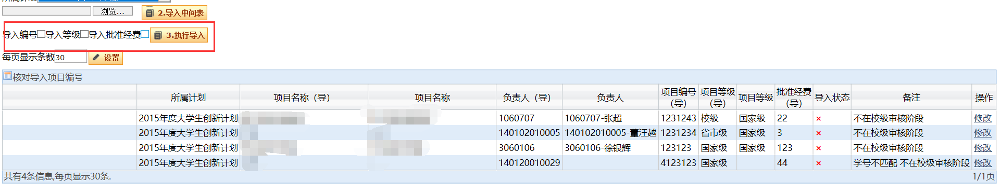 所属计划
浏览... 2.导入中间表
导入编号 导入等级 导入批准经费 3.执行导入
每页显示条数 30 设置
核对导入项目编号
所属计划 项目名称（导） 项目名称 负责人（导） 负责人 项目编号（导） 项目等级（导） 项目等级 批准经费（导） 导入状态 备注 操作
2015年度大学生创新计划 1060707 1060707-张超 1231243 校级 国家级 22 × 不在校级审核阶段 修改
2015年度大学生创新计划 140102010005 140102010005-董汪越 1231234 省市级 国家级 3 × 不在校级审核阶段 修改
2015年度大学生创新计划 3060106 3060106-徐银辉 123123 国家级 国家级 123 × 不在校级审核阶段 修改
2015年度大学生创新计划 140120010029 4123123 国家级 44 × 学号不匹配 不在校级审核阶段 修改
共有4条信息,每页显示30条. 1/1页